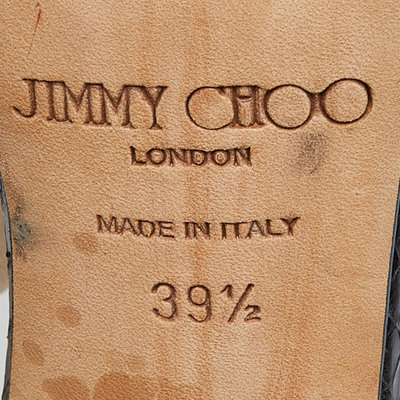 JIMMY CHOO
LONDON
MADE IN ITALY
39½